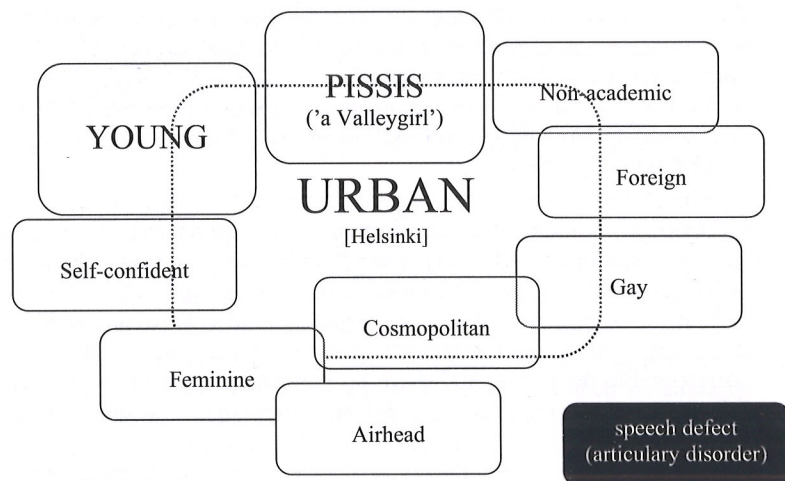 PISSIS
('a Valleygirl')
Non-academic
YOUNG
Foreign
URBAN
[Helsinki]
Self-confident
Gay
Cosmopolitan
Feminine
Airhead
speech defect
(articulary disorder)